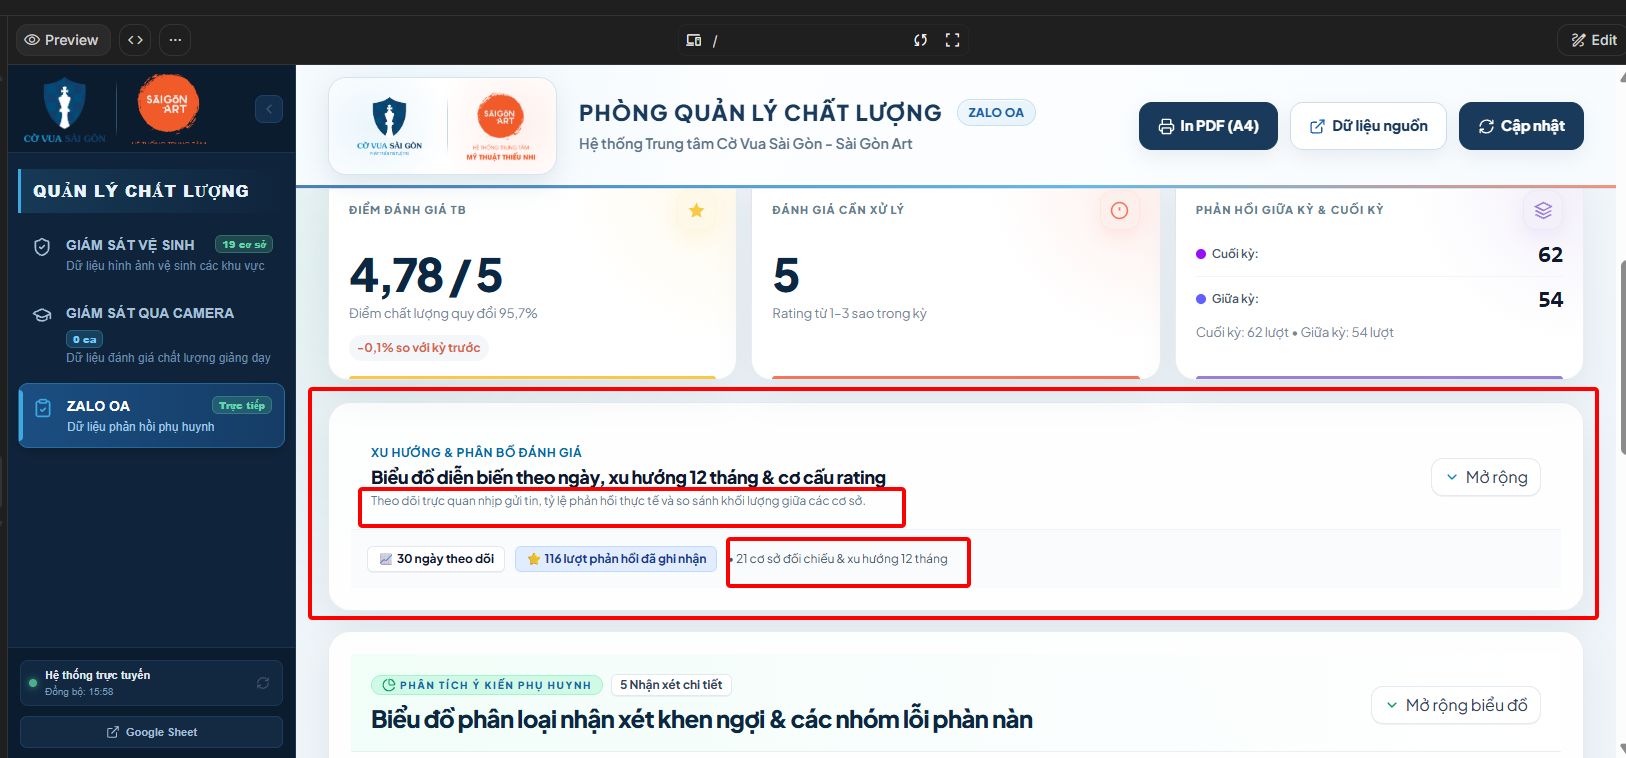 Preview
/
Edit
CỜ VUA SÀI GÒN
SÀIGÒN
ART
QUẢN LÝ CHẤT LƯỢNG
GIÁM SÁT VỆ SINH
19 cơ sở
Dữ liệu hình ảnh vệ sinh các khu vực
GIÁM SÁT QUA CAMERA
0 ca
Dữ liệu đánh giá chất lượng giảng dạy
ZALO OA
Trực tiếp
Dữ liệu phản hồi phụ huynh
Hệ thống trực tuyến
Đồng bộ: 15:58
Google Sheet
CỜ VUA SÀI GÒN
SÀIGÒN
ART
MỸ THUẬT THIẾU NHI
PHÒNG QUẢN LÝ CHẤT LƯỢNG
ZALO OA
Hệ thống Trung tâm Cờ Vua Sài Gòn - Sài Gòn Art
In PDF (A4)
Dữ liệu nguồn
Cập nhật
ĐIỂM ĐÁNH GIÁ TB
4,78 / 5
Điểm chất lượng quy đổi 95,7%
-0,1% so với kỳ trước
ĐÁNH GIÁ CẦN XỬ LÝ
5
Rating từ 1-3 sao trong kỳ
PHẢN HỒI GIỮA KỲ & CUỐI KỲ
Cuối kỳ: 62
Giữa kỳ: 54
Cuối kỳ: 62 lượt • Giữa kỳ: 54 lượt
XU HƯỚNG & PHÂN BỐ ĐÁNH GIÁ
Biểu đồ diễn biến theo ngày, xu hướng 12 tháng & cơ cấu rating
Theo dõi trực quan nhịp gửi tin, tỷ lệ phản hồi thực tế và so sánh khối lượng giữa các cơ sở.
Mở rộng
30 ngày theo dõi
116 lượt phản hồi đã ghi nhận
• 21 cơ sở đối chiếu & xu hướng 12 tháng
PHÂN TÍCH Ý KIẾN PHỤ HUYNH
5 Nhận xét chi tiết
Biểu đồ phân loại nhận xét khen ngợi & các nhóm lỗi phàn nàn
Mở rộng biểu đồ